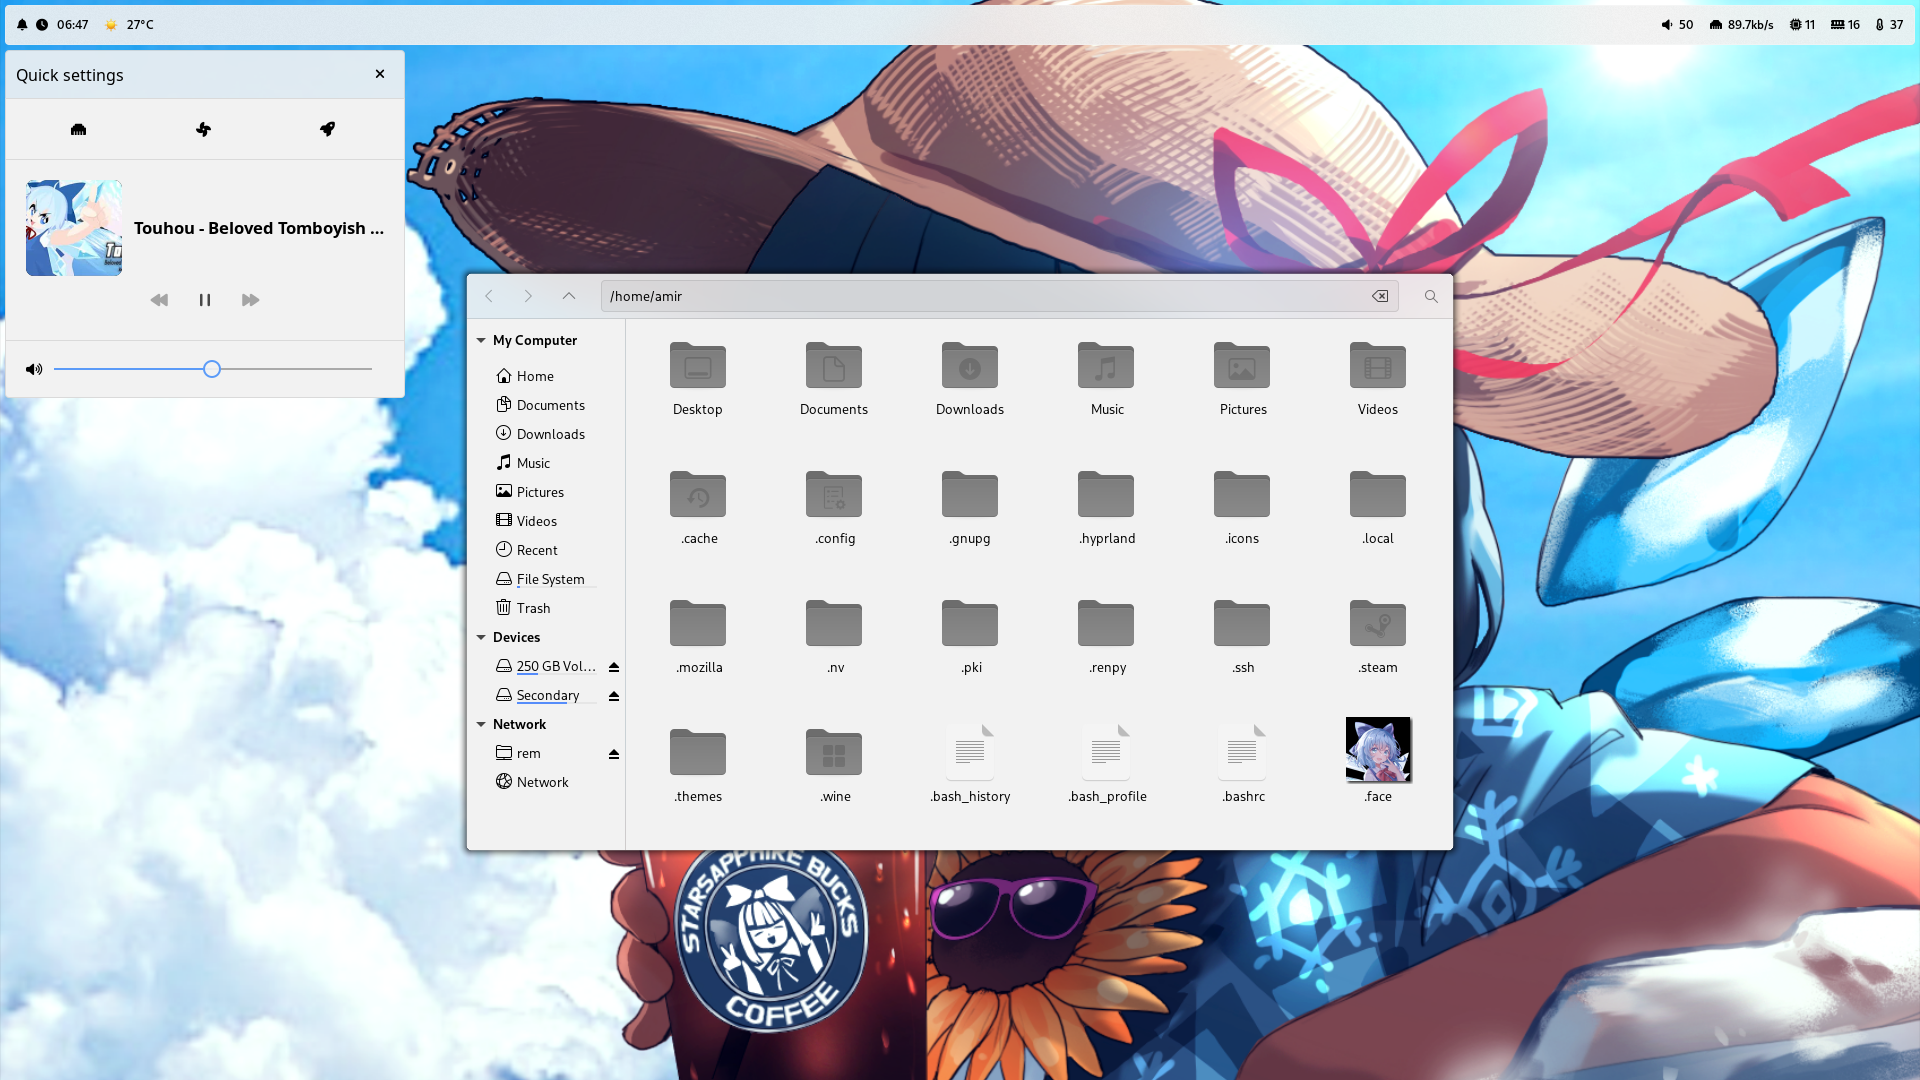 06:47
27°C
50
89.7kb/s
11
16
37
Quick settings
Touhou - Beloved Tomboyish ...
/home/amir
My Computer
Home
Documents
Downloads
Music
Pictures
Videos
Recent
File System
Trash
Devices
250 GB Vol...
Secondary
Network
rem
Network
Desktop
Documents
Downloads
Music
Pictures
Videos
.cache
.config
.gnupg
.hyprland
.icons
.local
.mozilla
.nv
.pki
.renpy
.ssh
.steam
.themes
.wine
.bash_history
.bash_profile
.bashrc
.face
STARSAPPHIRE BUCKS
COFFEE